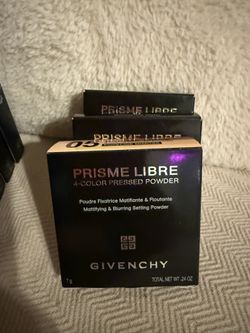 PRISME LIBRE
PRISME LIBRE
PRISME LIBRE
4-COLOR PRESSED POWDER
Poudre Fixatrice Matifiante & Floutante
Mattifying & Blurring Setting Powder
GIVENCHY
7g
TOTAL NET WT. .24 OZ